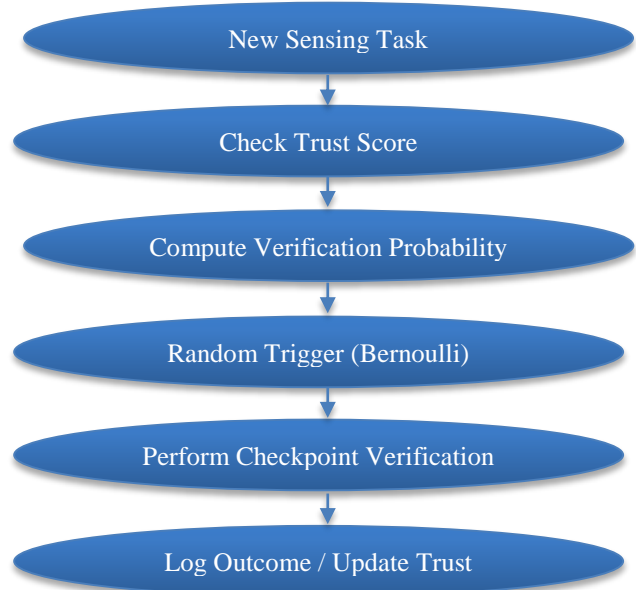 New Sensing Task
Check Trust Score
Compute Verification Probability
Random Trigger (Bernoulli)
Perform Checkpoint Verification
Log Outcome / Update Trust